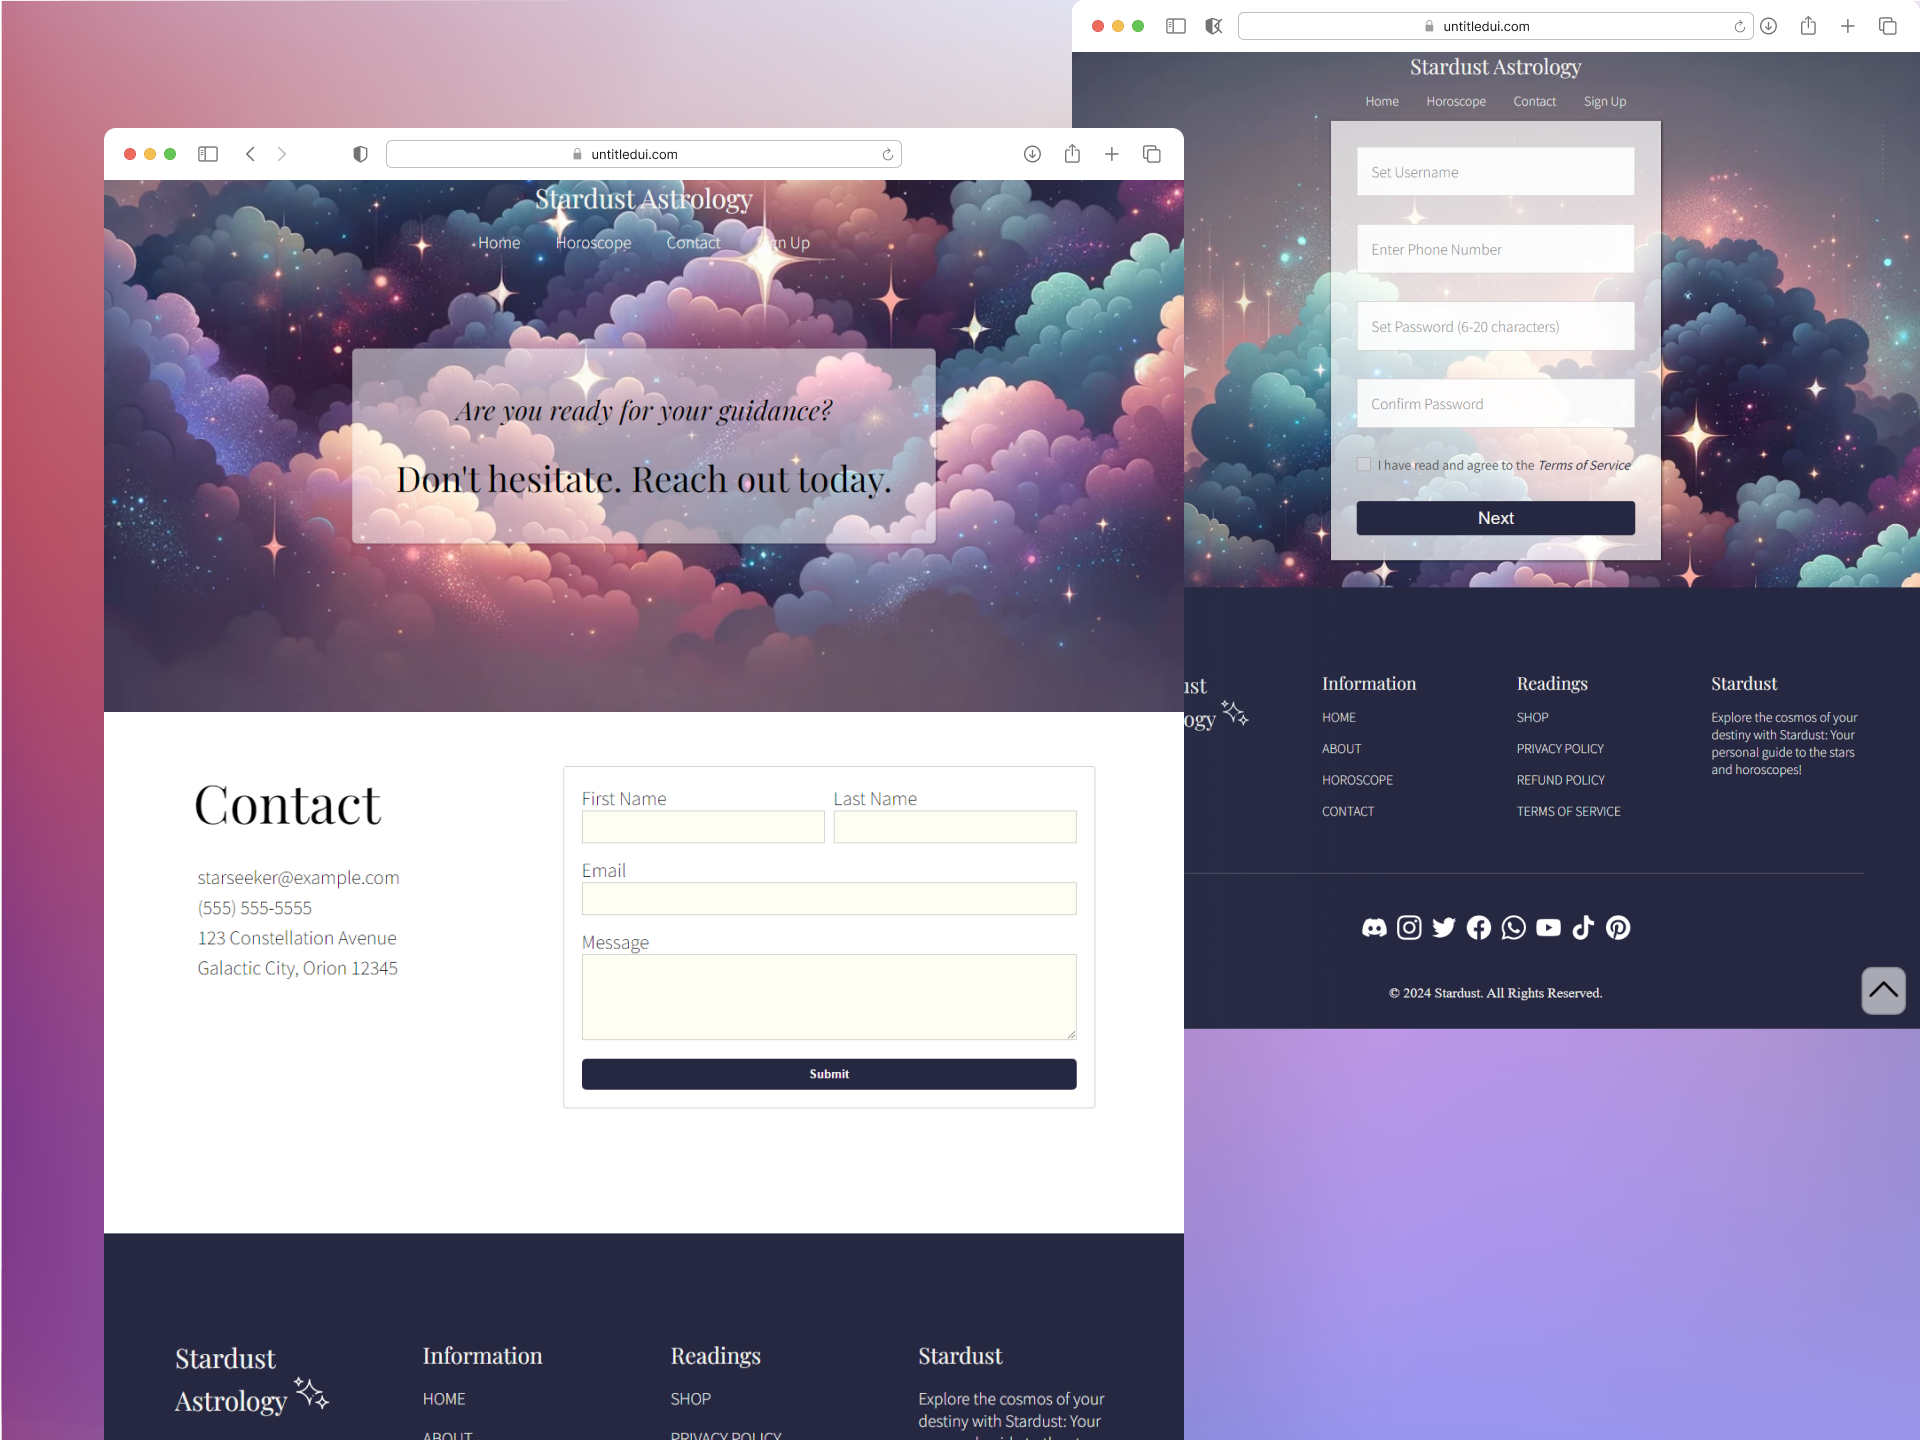 untitledui.com
Stardust Astrology
Home Horoscope Contact Sign Up
Set Username
Enter Phone Number
Set Password (6-20 characters)
Confirm Password
I have read and agree to the Terms of Service
Next
Information
HOME
ABOUT
HOROSCOPE
CONTACT
Readings
SHOP
PRIVACY POLICY
REFUND POLICY
TERMS OF SERVICE
Stardust
Explore the cosmos of your
destiny with Stardust: Your
personal guide to the stars
and horoscopes!
© 2024 Stardust. All Rights Reserved.
untitledui.com
Stardust Astrology
Home Horoscope Contact Sign Up
Are you ready for your guidance?
Don't hesitate. Reach out today.
Contact
starseeker@example.com
(555) 555-5555
123 Constellation Avenue
Galactic City, Orion 12345
First Name
Last Name
Email
Message
Submit
Stardust
Astrology
Information
HOME
ABOUT
Readings
SHOP
PRIVACY POLICY
Stardust
Explore the cosmos of your
destiny with Stardust: Your